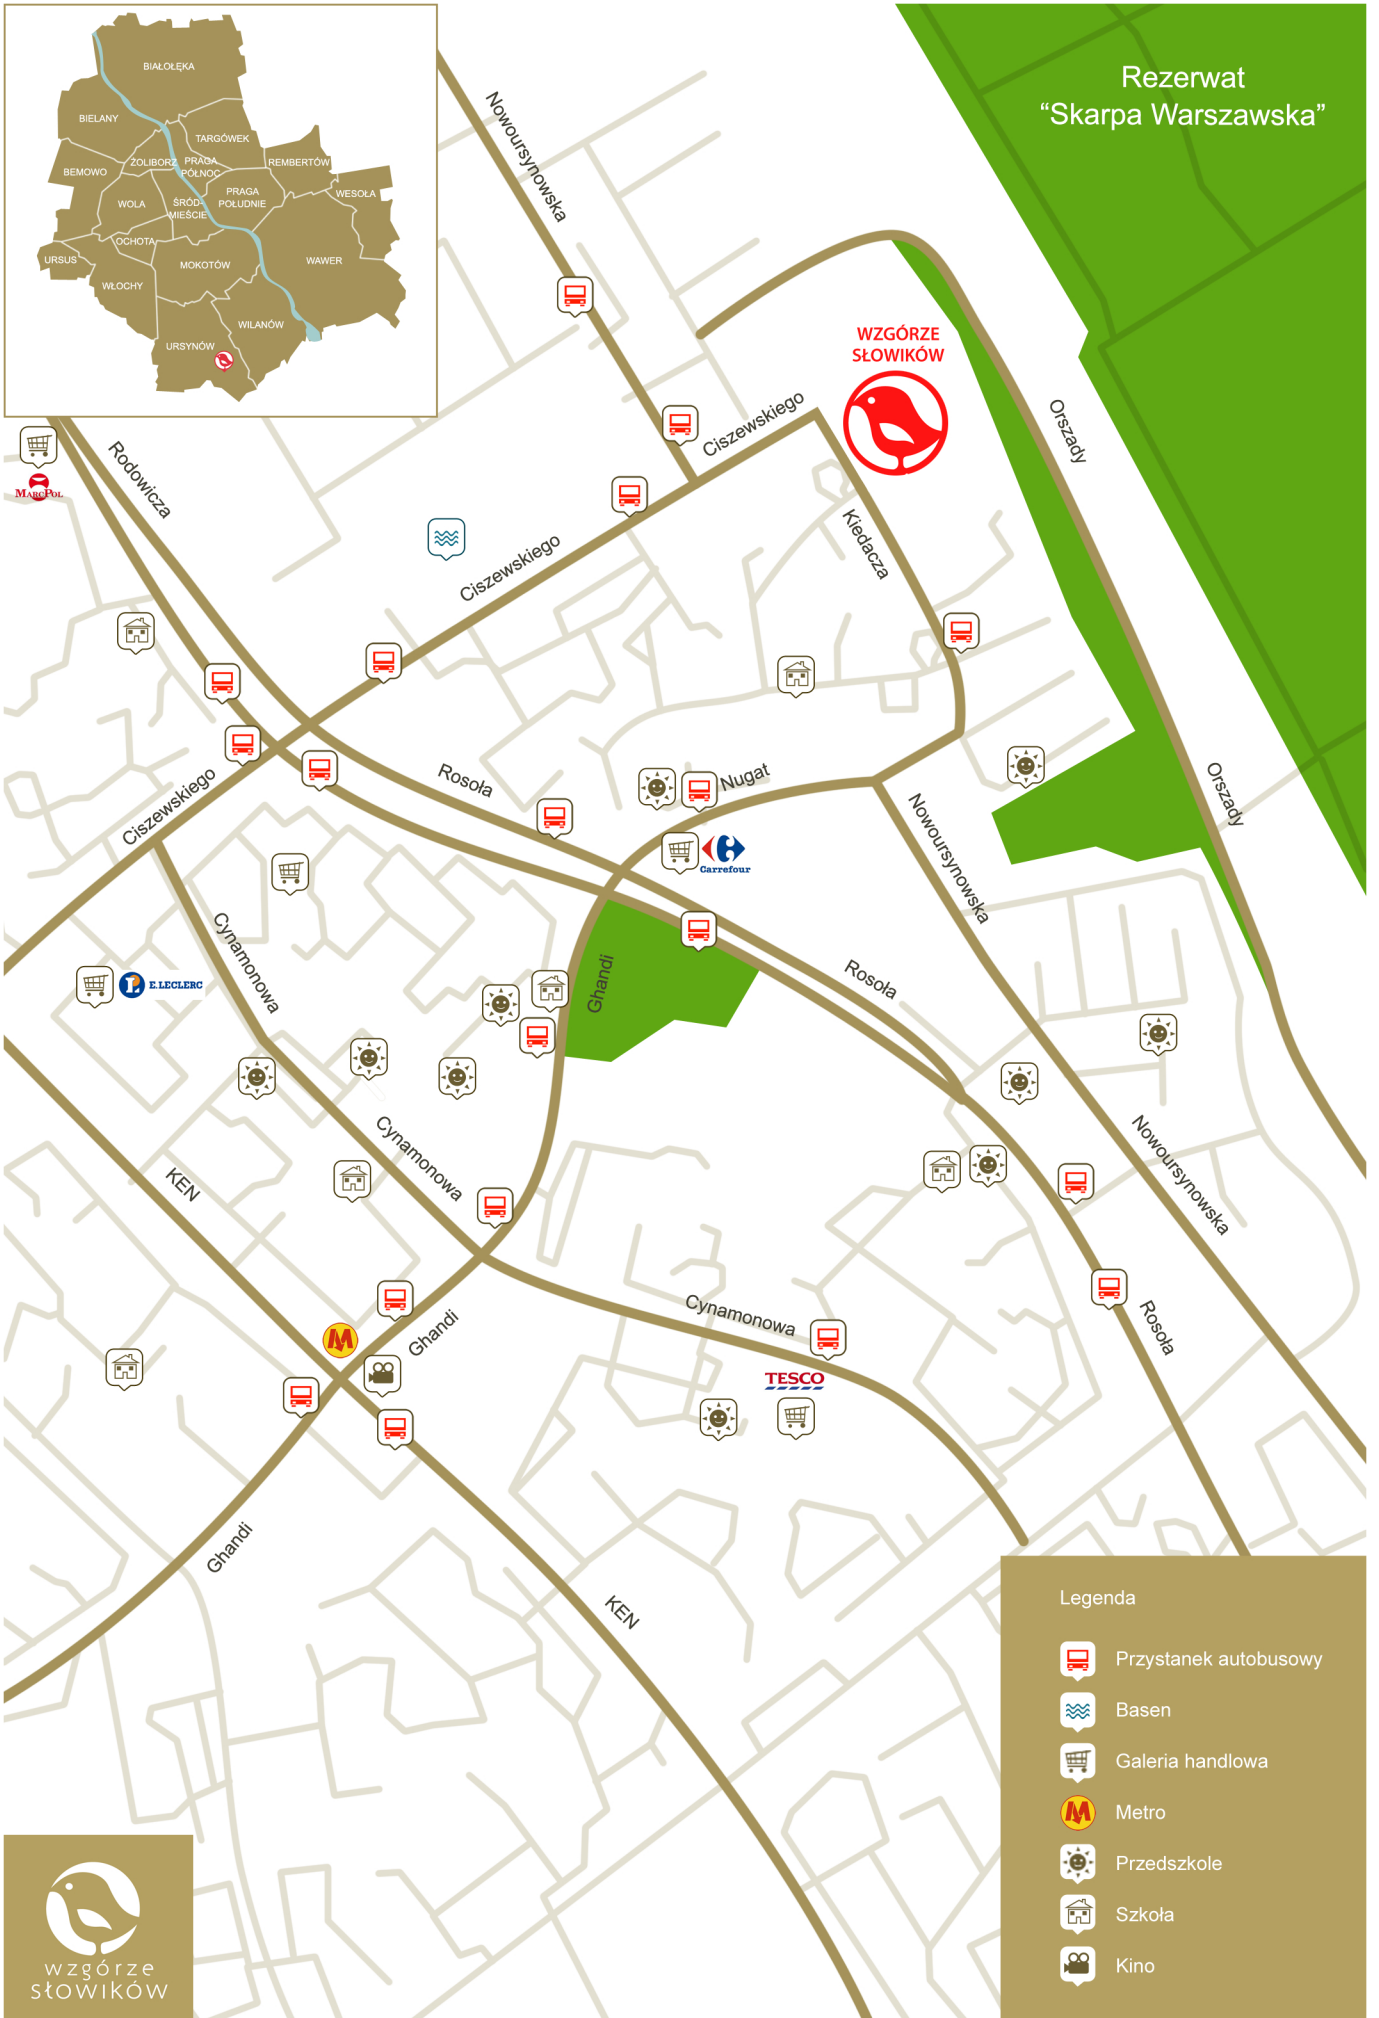 BIAŁOŁĘKA
BIELANY
TARGÓWEK
ŻOLIBORZ
PRAGA
PÓŁNOC
REMBERTÓW
BEMOWO
WESOŁA
WOLA
ŚRÓD-
MIEŚCIE
PRAGA
POŁUDNIE
OCHOTA
URSUS
MOKOTÓW
WAWER
WŁOCHY
WILANÓW
URSYNÓW
Rezerwat
“Skarpa Warszawska”
Nowoursynowska
WZGÓRZE
SŁOWIKÓW
Ciszewskiego
Orszady
Rodowicza
MARCPOL
Ciszewskiego
Kiedacza
Rosoła
Nugat
Orszady
Ciszewskiego
Carrefour
Nowoursynowska
Cynamonowa
E.LECLERC
Ghandi
Rosoła
Cynamonowa
KEN
Nowoursynowska
Cynamonowa
Ghandi
Rosoła
TESCO
Ghandi
KEN
Legenda
Przystanek autobusowy
Basen
Galeria handlowa
Metro
Przedszkole
Szkoła
Kino
wzgórze
słowików